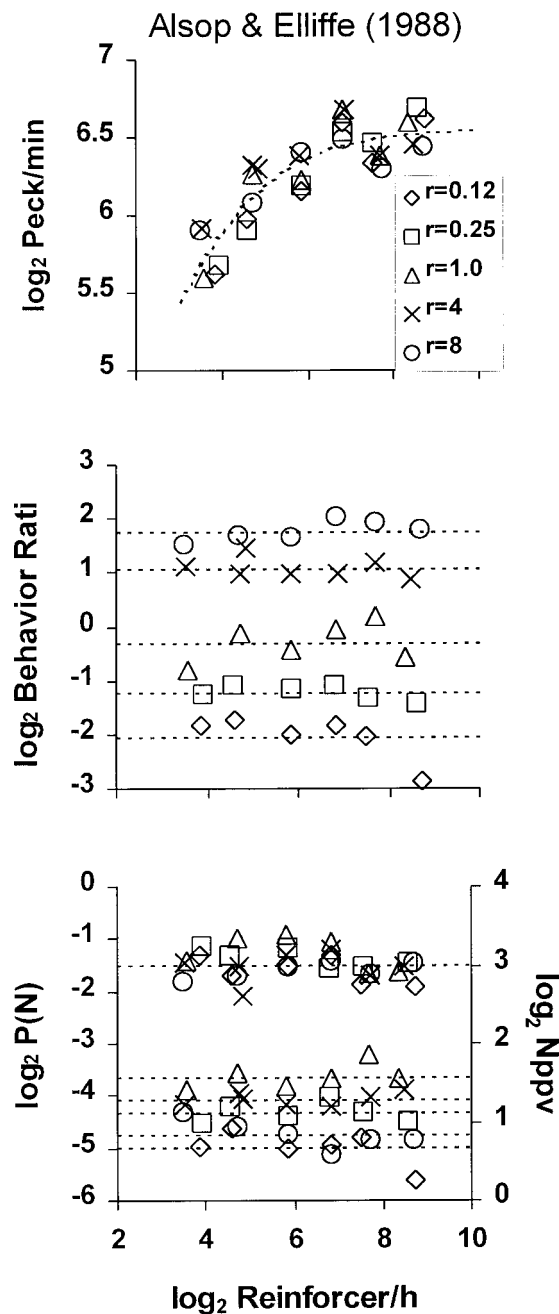 Alsop & Elliffe (1988)
7
6.5
6
5.5
5
log2 Peck/min
r=0.12
r=0.25
r=1.0
r=4
r=8
3
2
1
0
-1
-2
-3
log2 Behavior Rati
0
-1
-2
-3
-4
-5
-6
log2 P(N)
4
3
2
1
0
log2 Nppv
2 4 6 8 10
log2 Reinforcer/h